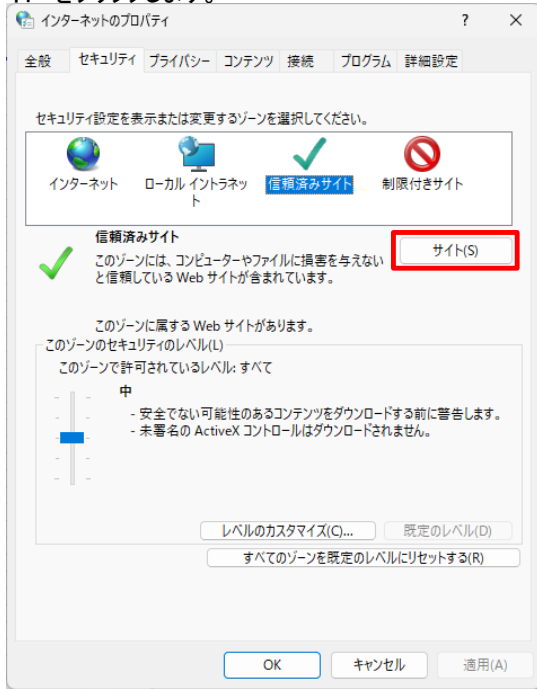 をクリックします。
インターネットのプロパティ
? ×
全般 セキュリティ プライバシー コンテンツ 接続 プログラム 詳細設定
セキュリティ設定を表示または変更するゾーンを選択してください。
インターネット
ローカル イントラネッ
ト
信頼済みサイト
制限付きサイト
信頼済みサイト
サイト(S)
このゾーンには、コンピューターやファイルに損害を与えない
と信頼している Web サイトが含まれています。
このゾーンに属する Web サイトがあります。
このゾーンのセキュリティのレベル(L)
このゾーンで許可されているレベル: すべて
中
- 安全でない可能性のあるコンテンツをダウンロードする前に警告します。
- 未署名の ActiveX コントロールはダウンロードされません。
レベルのカスタマイズ(C)... 既定のレベル(D)
すべてのゾーンを既定のレベルにリセットする(R)
OK キャンセル 適用(A)